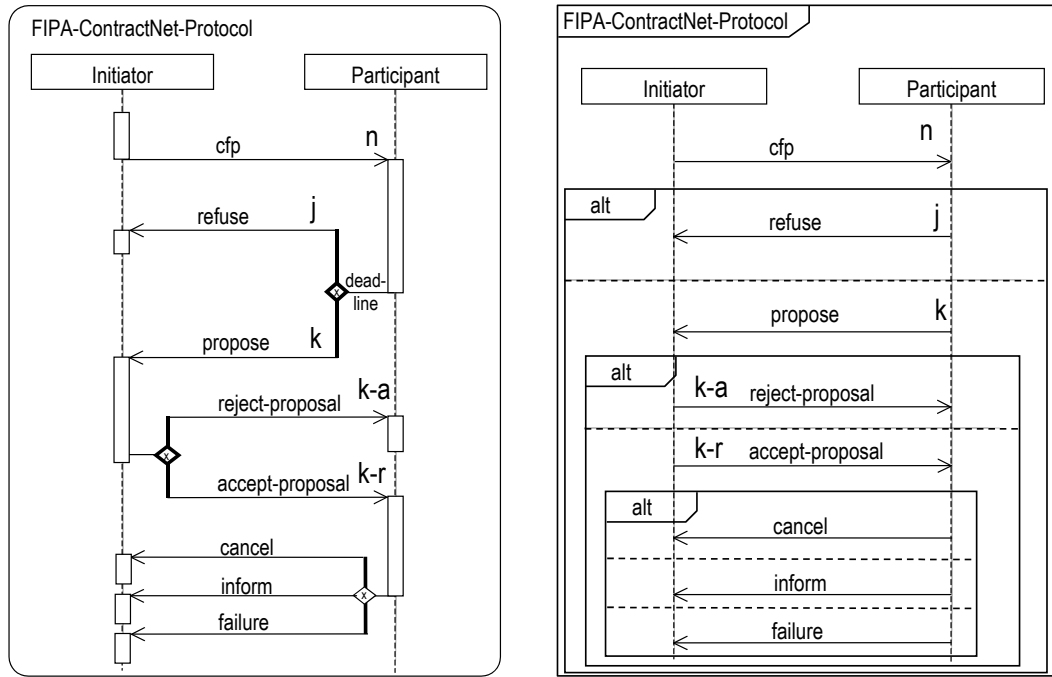 FIPA-ContractNet-Protocol
Initiator
Participant
cfp
n
refuse
j
dead-
line
x
propose
k
reject-proposal
k-a
x
accept-proposal
k-r
cancel
inform
x
failure
FIPA-ContractNet-Protocol
Initiator
Participant
n
cfp
alt
refuse
j
propose
k
alt
k-a reject-proposal
k-r accept-proposal
alt
cancel
inform
failure